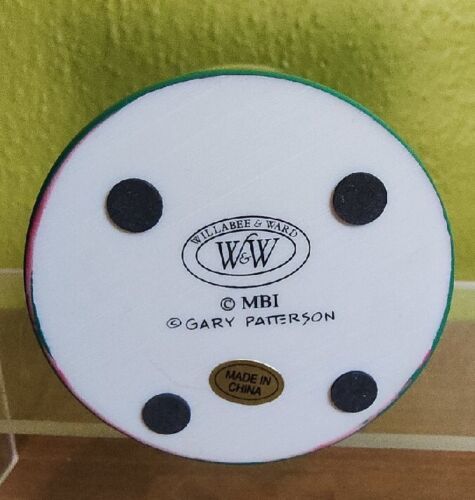 WILLABEE & WARD
W&W
© MBI
© GARY PATTERSON
MADE IN
CHINA